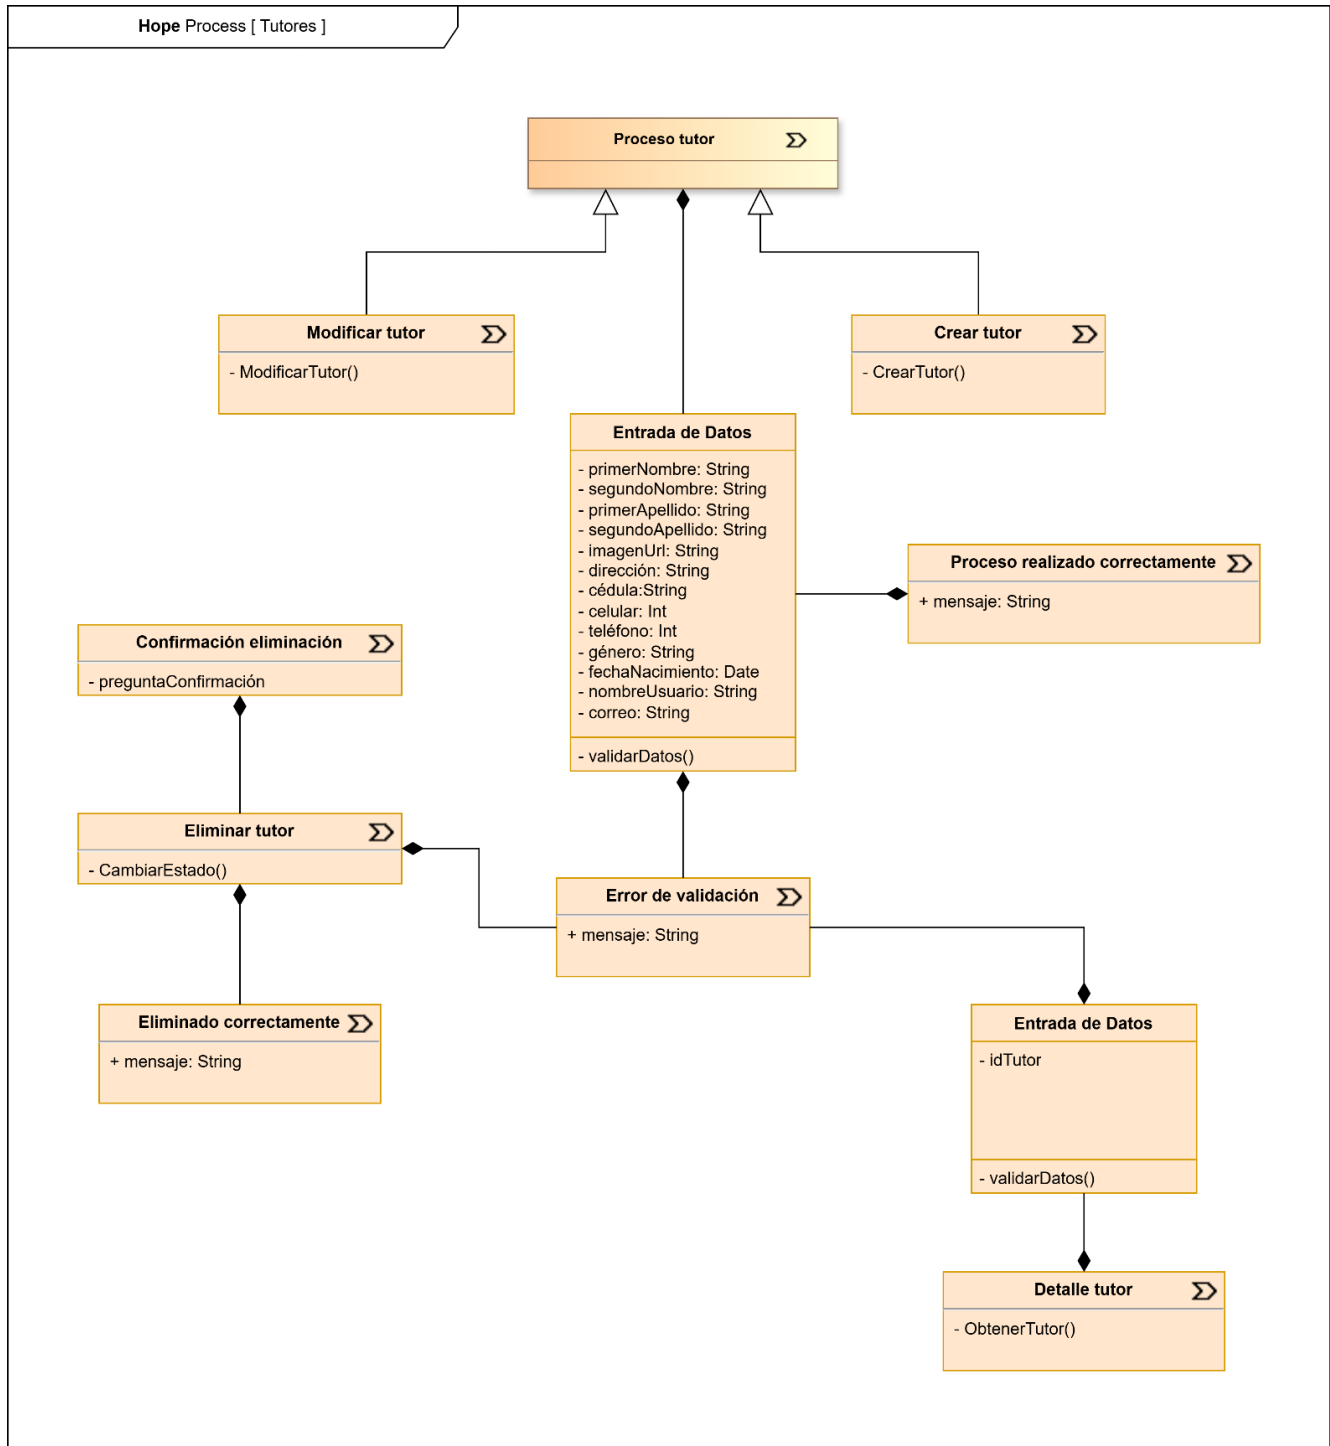 Hope Process [ Tutores ]
Proceso tutor
Modificar tutor
- ModificarTutor()
Crear tutor
- CrearTutor()
Entrada de Datos
- primerNombre: String
- segundoNombre: String
- primerApellido: String
- segundoApellido: String
- imagenUrl: String
- dirección: String
- cédula:String
- celular: Int
- teléfono: Int
- género: String
- fechaNacimiento: Date
- nombreUsuario: String
- correo: String
- validarDatos()
Proceso realizado correctamente
+ mensaje: String
Confirmación eliminación
- preguntaConfirmación
Eliminar tutor
- CambiarEstado()
Error de validación
+ mensaje: String
Eliminado correctamente
+ mensaje: String
Entrada de Datos
- idTutor
- validarDatos()
Detalle tutor
- ObtenerTutor()